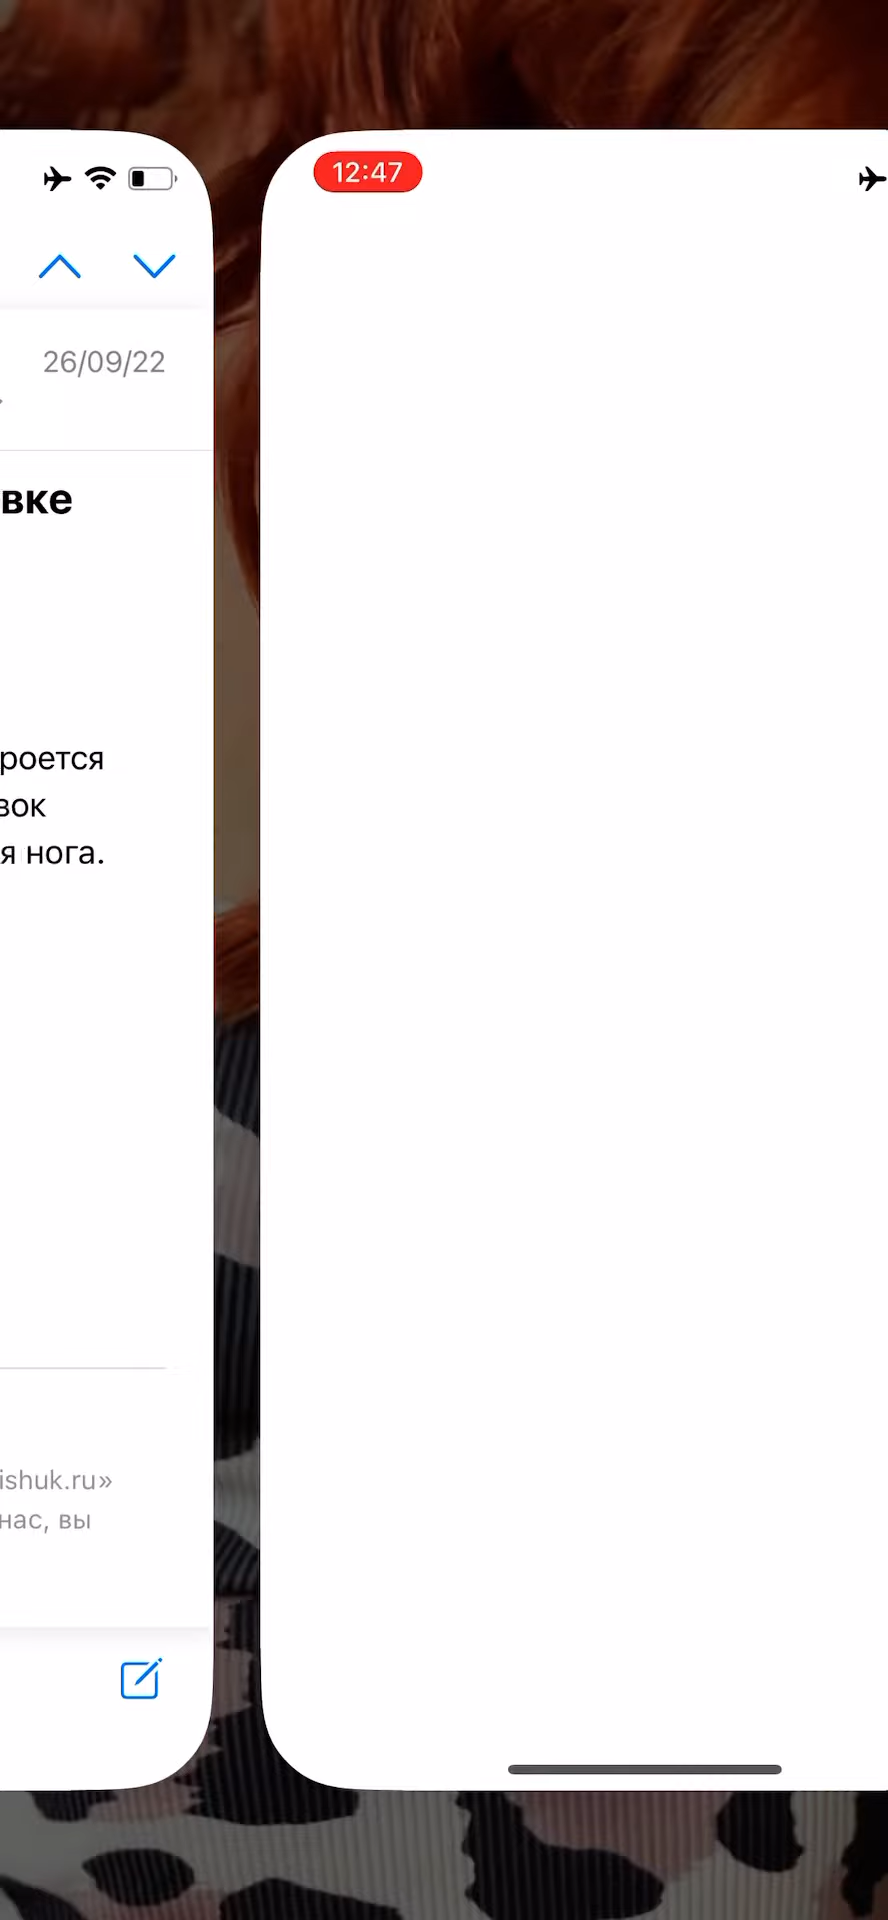 12:47
26/09/22
вке
роется
вок
я нога.
ishuk.ru»
нас, вы